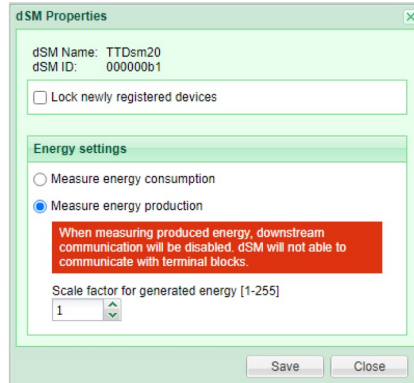 dSM Properties
dSM Name: TTDsm20
dSM ID: 000000b1
Lock newly registered devices
Energy settings
Measure energy consumption
Measure energy production
When measuring produced energy, downstream
communication will be disabled. dSM will not able to
communicate with terminal blocks.
Scale factor for generated energy [1-255]
1
Save Close